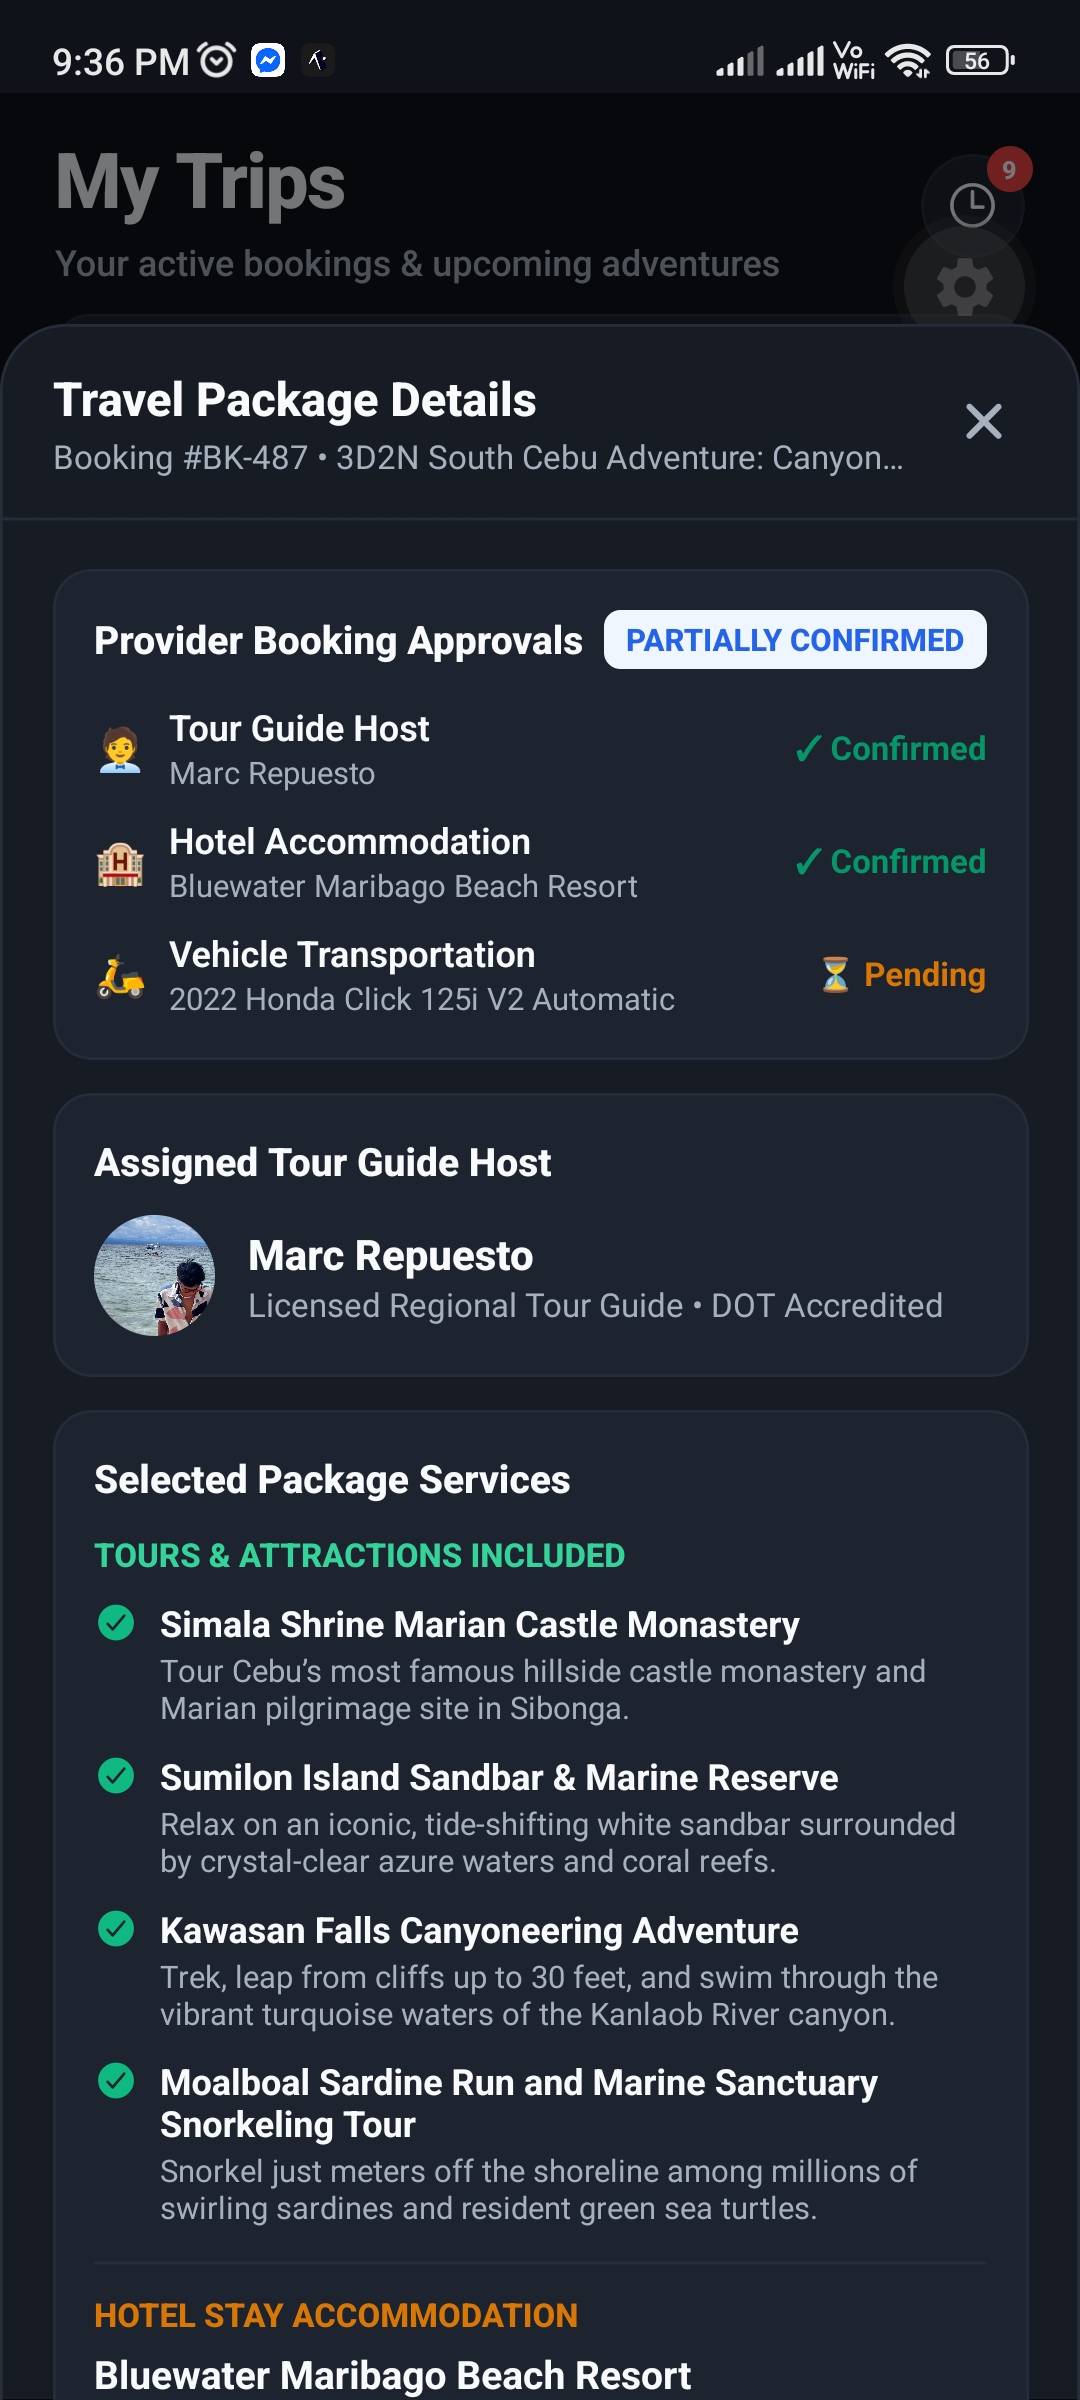 9:36 PM
Vo
WiFi
56
My Trips
9
Your active bookings & upcoming adventures
Travel Package Details
Booking #BK-487 • 3D2N South Cebu Adventure: Canyon...
Provider Booking Approvals
PARTIALLY CONFIRMED
Tour Guide Host
Marc Repuesto
✓ Confirmed
Hotel Accommodation
Bluewater Maribago Beach Resort
✓ Confirmed
Vehicle Transportation
2022 Honda Click 125i V2 Automatic
⏳ Pending
Assigned Tour Guide Host
Marc Repuesto
Licensed Regional Tour Guide • DOT Accredited
Selected Package Services
TOURS & ATTRACTIONS INCLUDED
Simala Shrine Marian Castle Monastery
Tour Cebu’s most famous hillside castle monastery and
Marian pilgrimage site in Sibonga.
Sumilon Island Sandbar & Marine Reserve
Relax on an iconic, tide-shifting white sandbar surrounded
by crystal-clear azure waters and coral reefs.
Kawasan Falls Canyoneering Adventure
Trek, leap from cliffs up to 30 feet, and swim through the
vibrant turquoise waters of the Kanlaob River canyon.
Moalboal Sardine Run and Marine Sanctuary
Snorkeling Tour
Snorkel just meters off the shoreline among millions of
swirling sardines and resident green sea turtles.
HOTEL STAY ACCOMMODATION
Bluewater Maribago Beach Resort